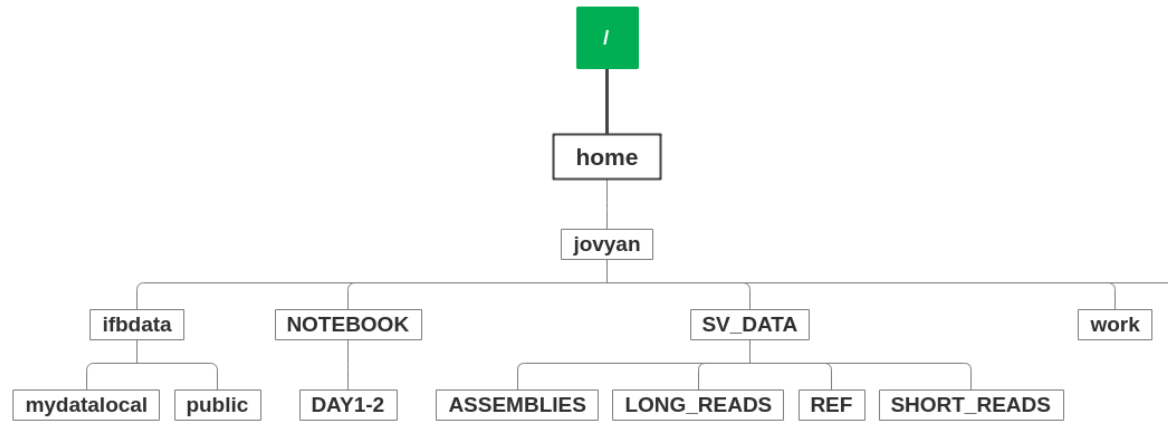 /
home
jovyan
ifbdata NOTEBOOK SV_DATA work
mydatalocal public DAY1-2 ASSEMBLIES LONG_READS REF SHORT_READS